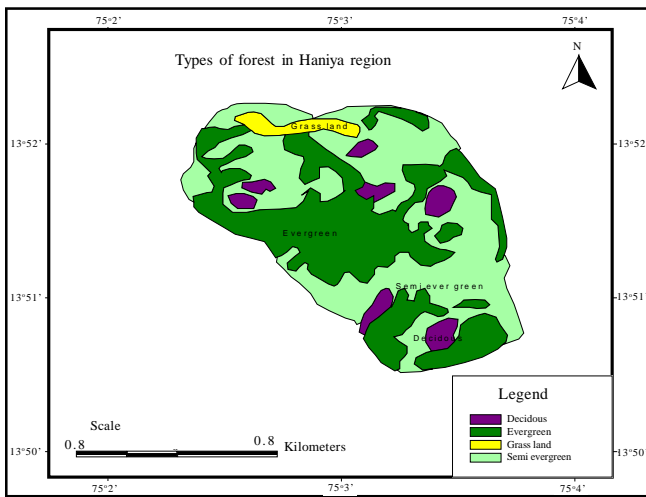 75°2' 75°3' 75°4'
Types of forest in Haniya region
N
Grass land
13°52' 13°52'
Evergreen
Semi ever green
13°51' 13°51'
Decidous
Legend
Decidous
Evergreen
Grass land
Semi evergreen
Scale
0.8 0.8 Kilometers
13°50' 13°50'
75°2' 75°3' 75°4'